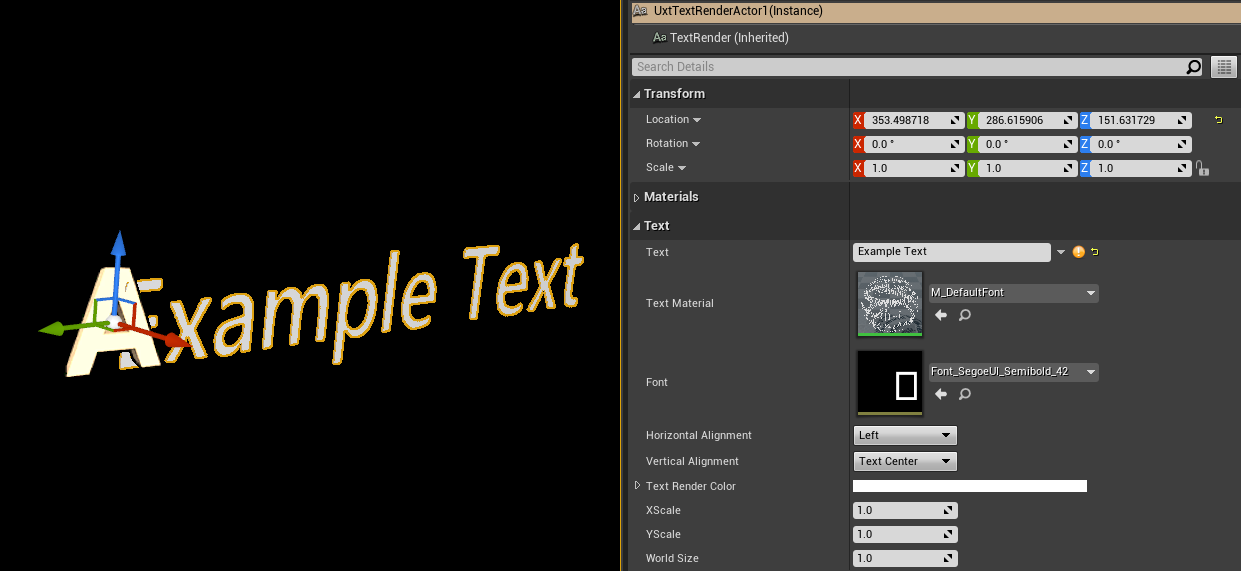 Example Text
A
Aa UxtTextRenderActor1(Instance)
Aa TextRender (Inherited)
Search Details
Transform
Location X 353.498718 Y 286.615906 Z 151.631729
Rotation X 0.0 ° Y 0.0 ° Z 0.0 °
Scale X 1.0 Y 1.0 Z 1.0
Materials
Text
Text Example Text
Text Material M_DefaultFont
Font Font_SegoeUI_Semibold_42
Horizontal Alignment Left
Vertical Alignment Text Center
Text Render Color
XScale 1.0
YScale 1.0
World Size 1.0